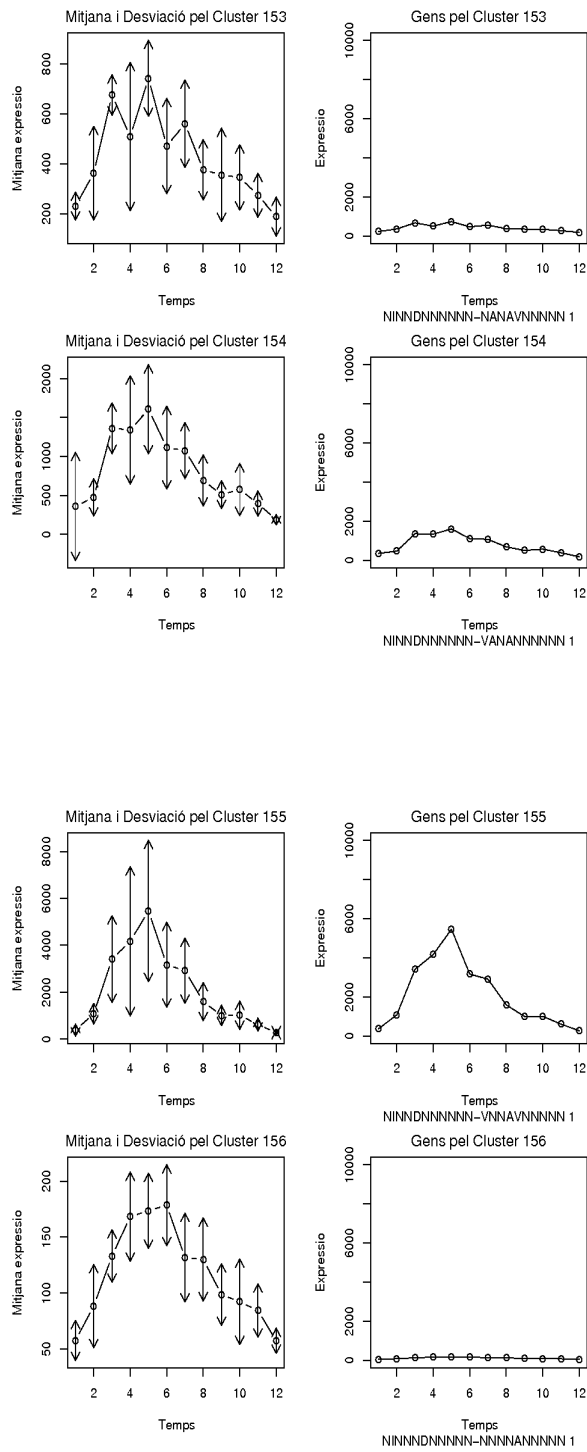 Mitjana i Desviació pel Cluster 153
Mitjana expressio
200 400 600 800
2 4 6 8 10 12
Temps
Gens pel Cluster 153
Expressio
0 2000 6000 10000
2 4 6 8 10 12
Temps
NINNDNNNNNN-NANAVNNNNN 1
Mitjana i Desviació pel Cluster 154
Mitjana expressio
0 500 1000 2000
2 4 6 8 10 12
Temps
Gens pel Cluster 154
Expressio
0 2000 6000 10000
2 4 6 8 10 12
Temps
NINNDNNNNNN-VANANNNNNN 1
Mitjana i Desviació pel Cluster 155
Mitjana expressio
0 2000 4000 6000 8000
2 4 6 8 10 12
Temps
Gens pel Cluster 155
Expressio
0 2000 6000 10000
2 4 6 8 10 12
Temps
NINNDNNNNNN-VNNAVNNNNN 1
Mitjana i Desviació pel Cluster 156
Mitjana expressio
50 100 150 200
2 4 6 8 10 12
Temps
Gens pel Cluster 156
Expressio
0 2000 6000 10000
2 4 6 8 10 12
Temps
NINNNDNNNNN-NNNNANNNNN 1